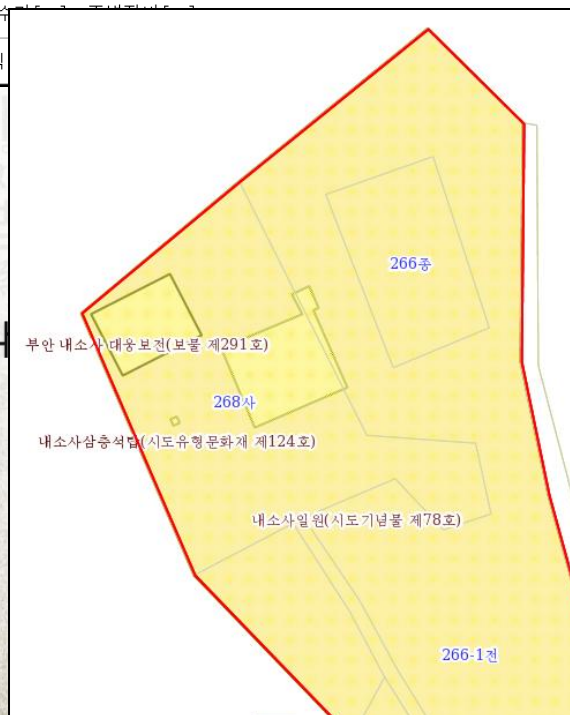 266종
부안 내소사 대웅보전(보물 제291호)
268사
내소사삼층석탑(시도유형문화재 제124호)
내소사일원(시도기념물 제78호)
266-1전